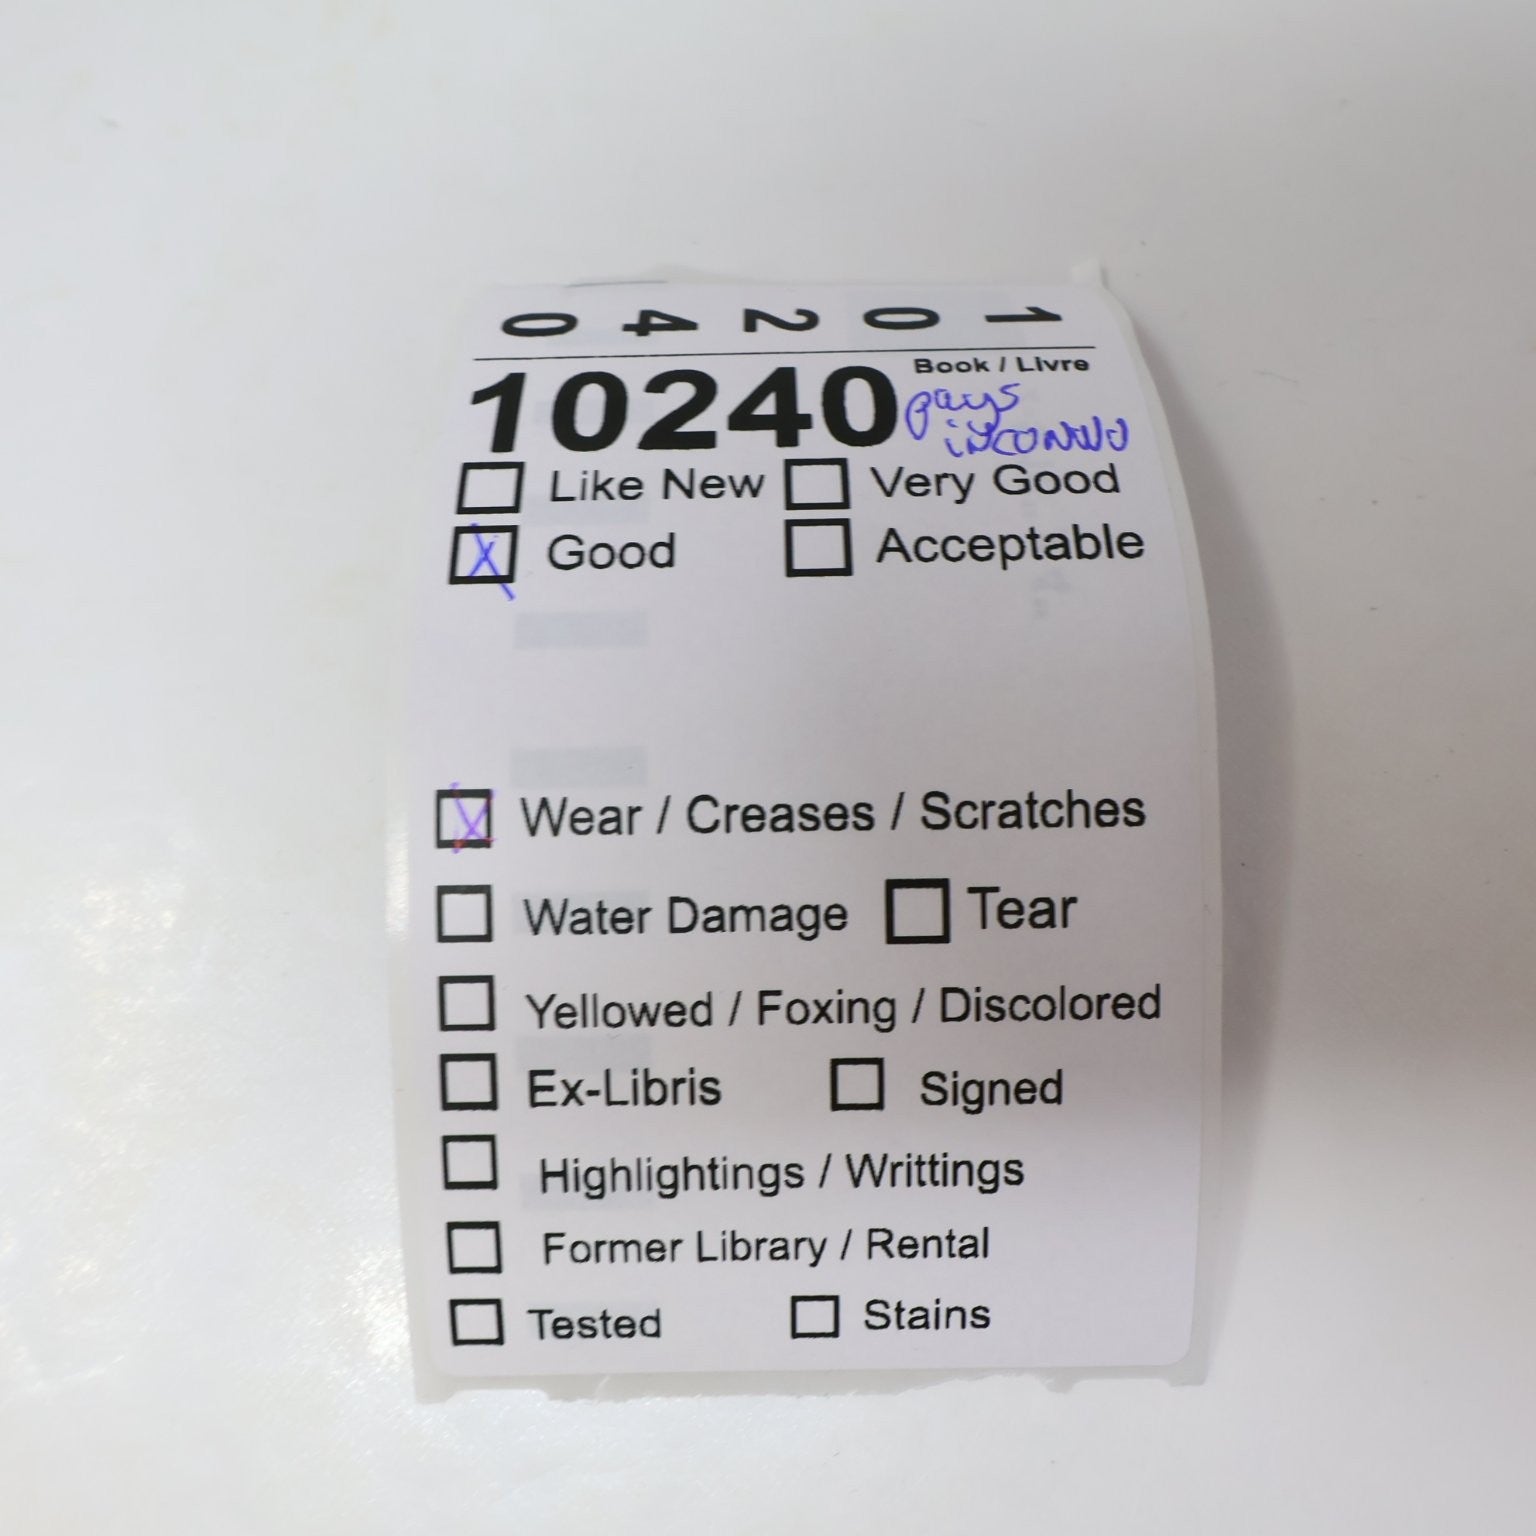 10240
Book / Livre
10240
pays
inconnu
Like New Very Good
Good Acceptable
Wear / Creases / Scratches
Water Damage Tear
Yellowed / Foxing / Discolored
Ex-Libris Signed
Highlightings / Writtings
Former Library / Rental
Tested Stains